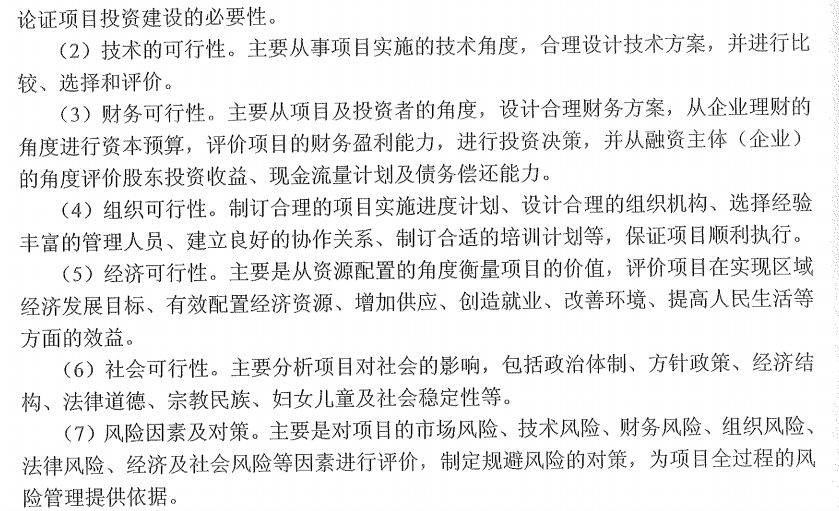 论证项目投资建设的必要性。
（2）技术的可行性。主要从事项目实施的技术角度，合理设计技术方案，并进行比
较、选择和评价。
（3）财务可行性。主要从项目及投资者的角度，设计合理财务方案，从企业理财的
角度进行资本预算，评价项目的财务盈利能力，进行投资决策，并从融资主体（企业）
的角度评价股东投资收益、现金流量计划及债务偿还能力。
（4）组织可行性。制订合理的项目实施进度计划、设计合理的组织机构、选择经验
丰富的管理人员、建立良好的协作关系、制订合适的培训计划等，保证项目顺利执行。
（5）经济可行性。主要是从资源配置的角度衡量项目的价值，评价项目在实现区域
经济发展目标、有效配置经济资源、增加供应、创造就业、改善环境、提高人民生活等
方面的效益。
（6）社会可行性。主要分析项目对社会的影响，包括政治体制、方针政策、经济结
构、法律道德、宗教民族、妇女儿童及社会稳定性等。
（7）风险因素及对策。主要是对项目的市场风险、技术风险、财务风险、组织风险、
法律风险、经济及社会风险等因素进行评价，制定规避风险的对策，为项目全过程的风
险管理提供依据。